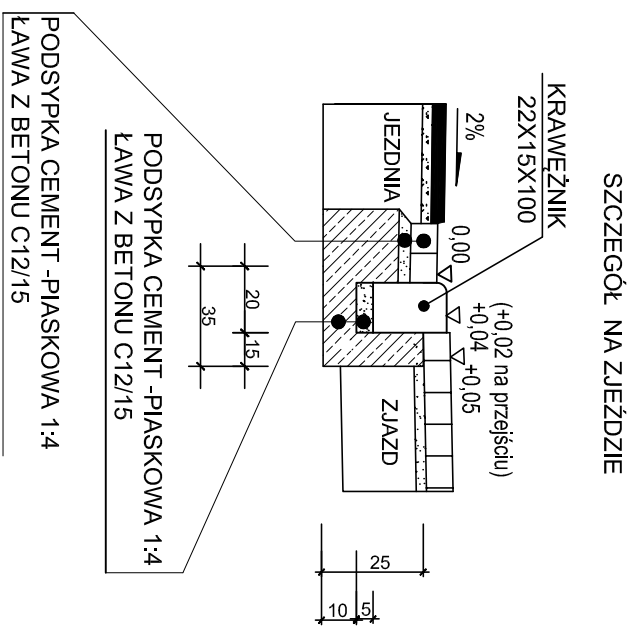 SZCZEGÓŁ NA ZJEŹDZIE
KRAWĘŻNIK
22X15X100
2%
0,00
(+0,02 na przejściu)
+0,04
+0,05
JEZDNIA
ZJAZD
20
15
35
25
10
5
PODSYPKA CEMENT -PIASKOWA 1:4
ŁAWA Z BETONU C12/15
PODSYPKA CEMENT -PIASKOWA 1:4
ŁAWA Z BETONU C12/15